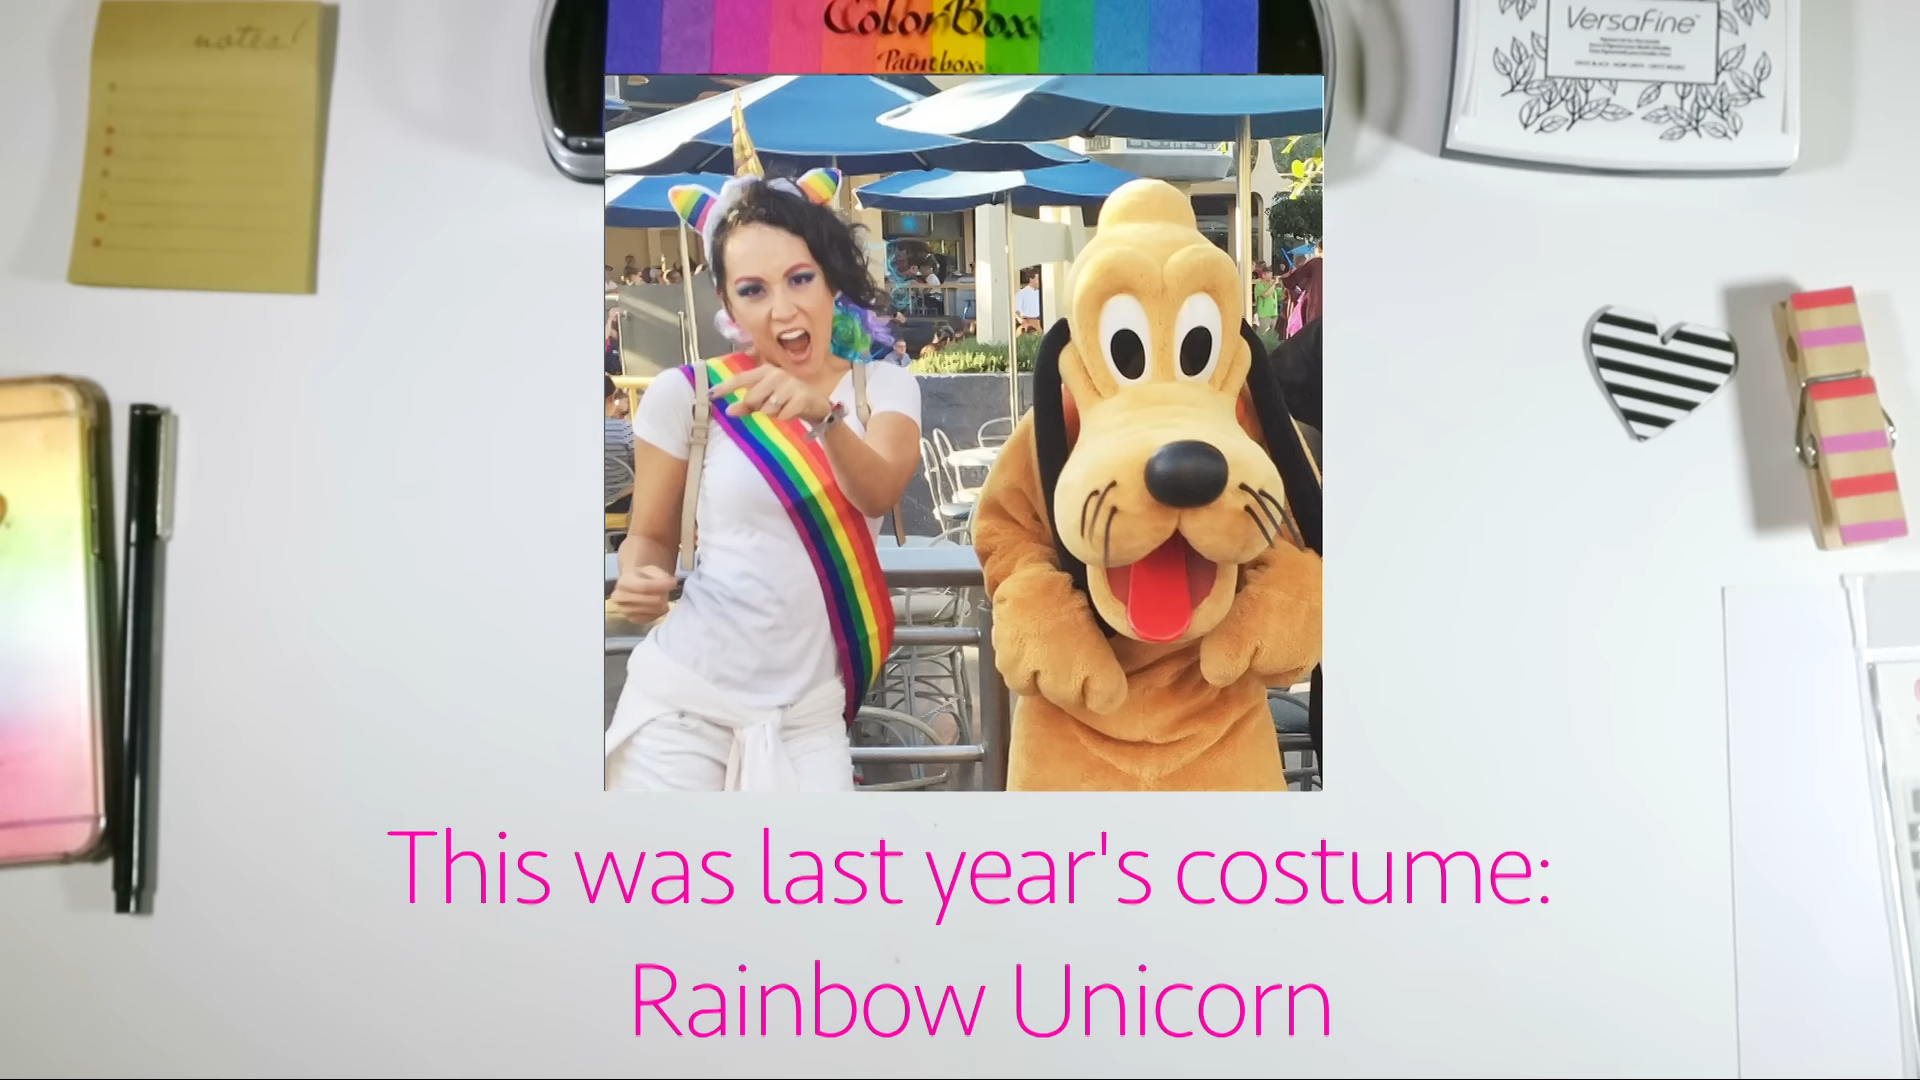 notes!
ColorBox
Paintbox
VersaFine
This was last year's costume:
Rainbow Unicorn